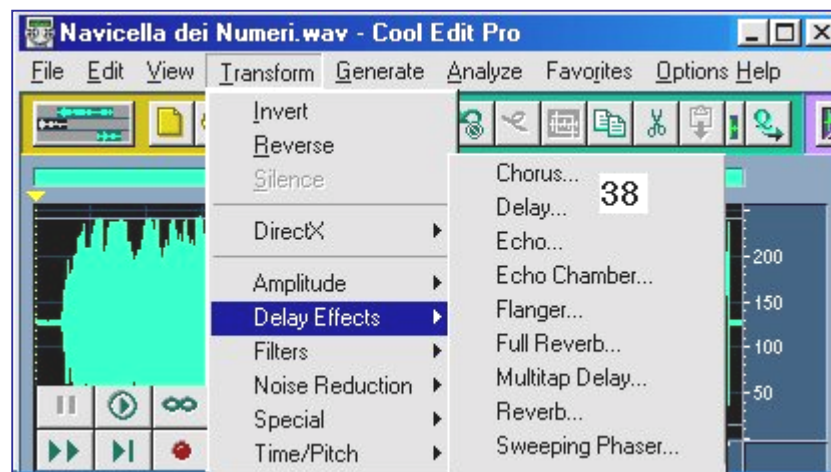 Navicella dei Numeri.wav - Cool Edit Pro
File Edit View Transform Generate Analyze Favorites Options Help
Invert
Reverse
Silence
DirectX
Amplitude
Delay Effects
Filters
Noise Reduction
Special
Time/Pitch
Chorus...
38
Delay...
Echo...
Echo Chamber...
Flanger...
Full Reverb...
Multitap Delay...
Reverb...
Sweeping Phaser...
200
150
100
50